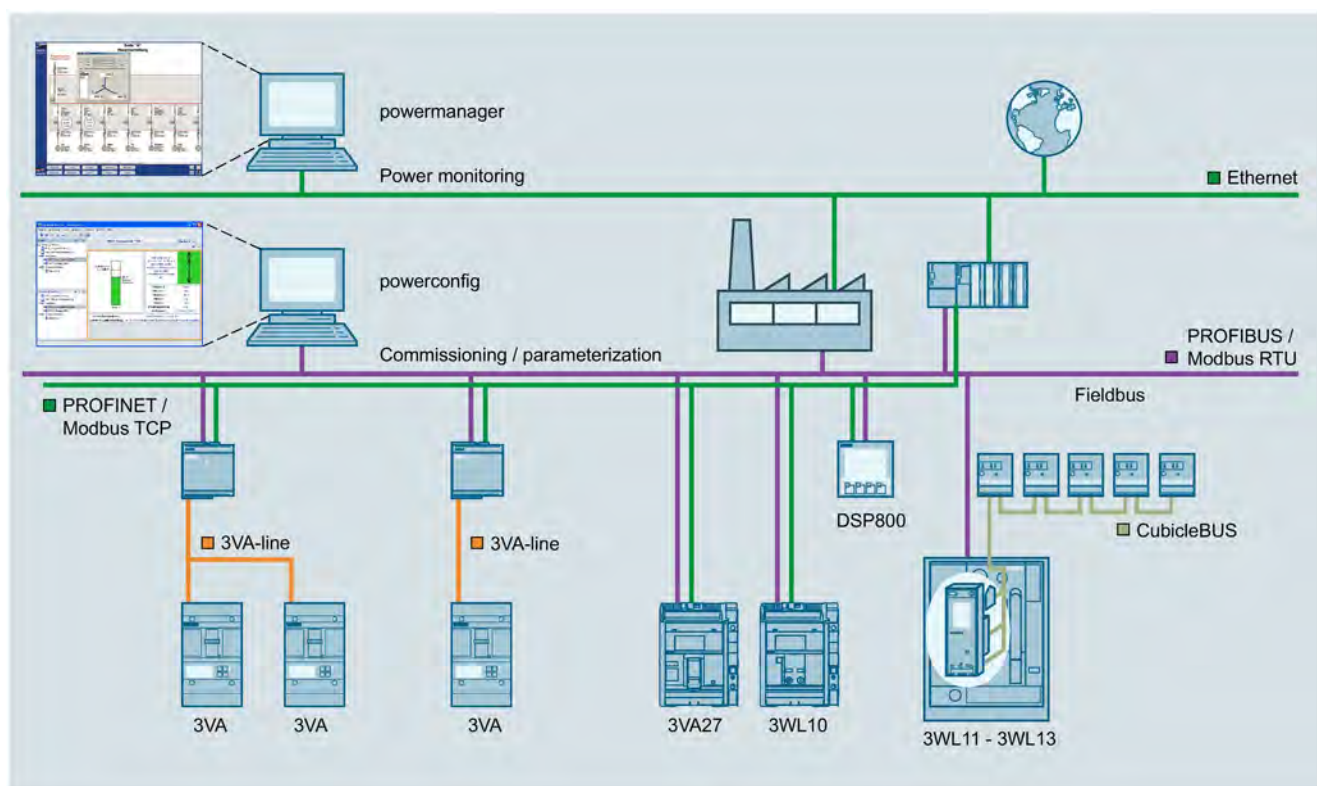 powermanager
Power monitoring
Ethernet
powerconfig
Commissioning / parameterization
PROFIBUS /
Modbus RTU
Fieldbus
PROFINET /
Modbus TCP
DSP800
3VA-line
3VA-line
CubicleBUS
3VA
3VA
3VA
3VA27
3WL10
3WL11 - 3WL13